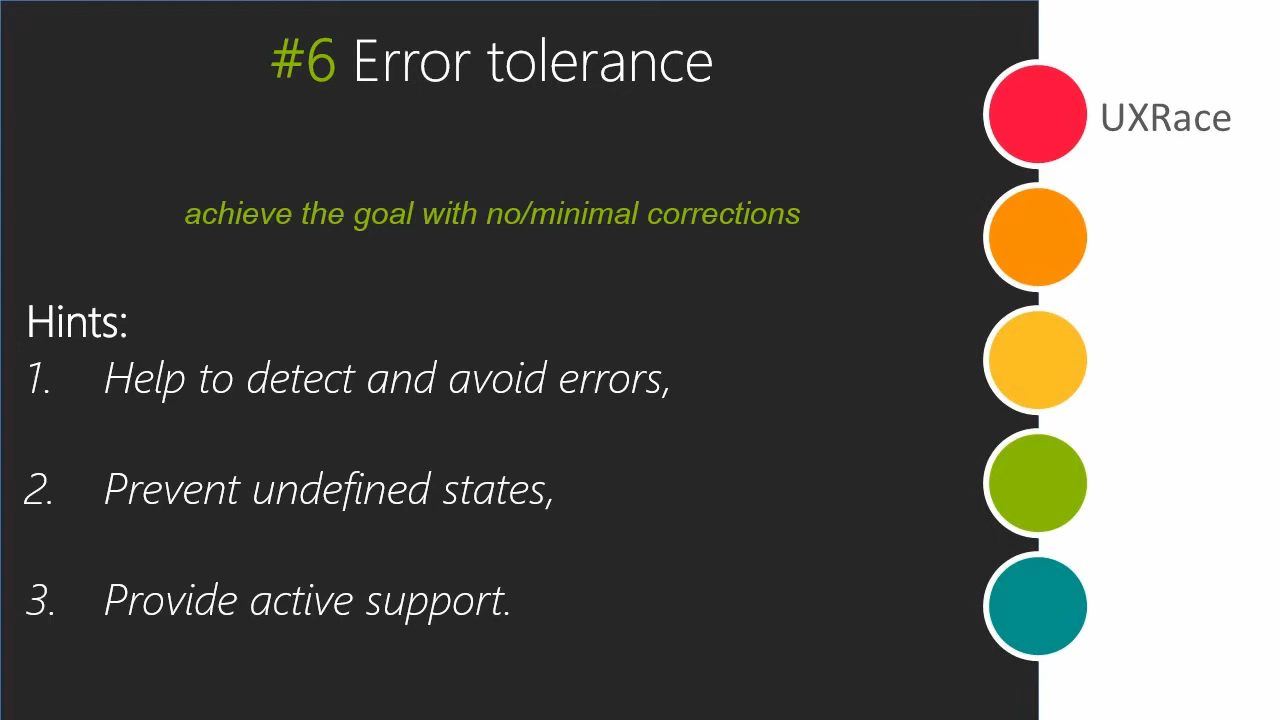 #6 Error tolerance
UXRace
achieve the goal with no/minimal corrections
Hints:
1. Help to detect and avoid errors,
2. Prevent undefined states,
3. Provide active support.